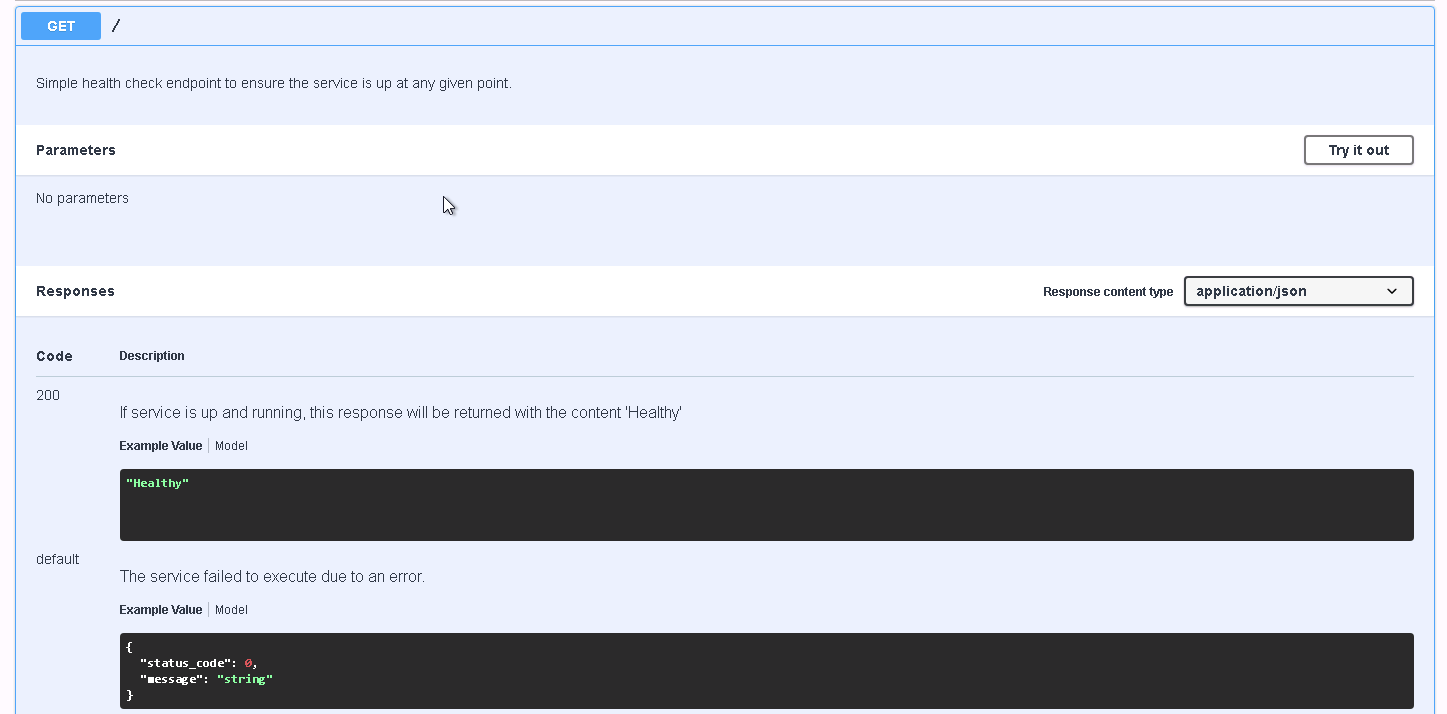 GET /
Simple health check endpoint to ensure the service is up at any given point.
Parameters
Try it out
No parameters
Responses
Response content type
application/json
Code Description
200
If service is up and running, this response will be returned with the content 'Healthy'
Example Value Model
"Healthy"
default
The service failed to execute due to an error.
Example Value Model
{
"status_code": 0,
"message": "string"
}